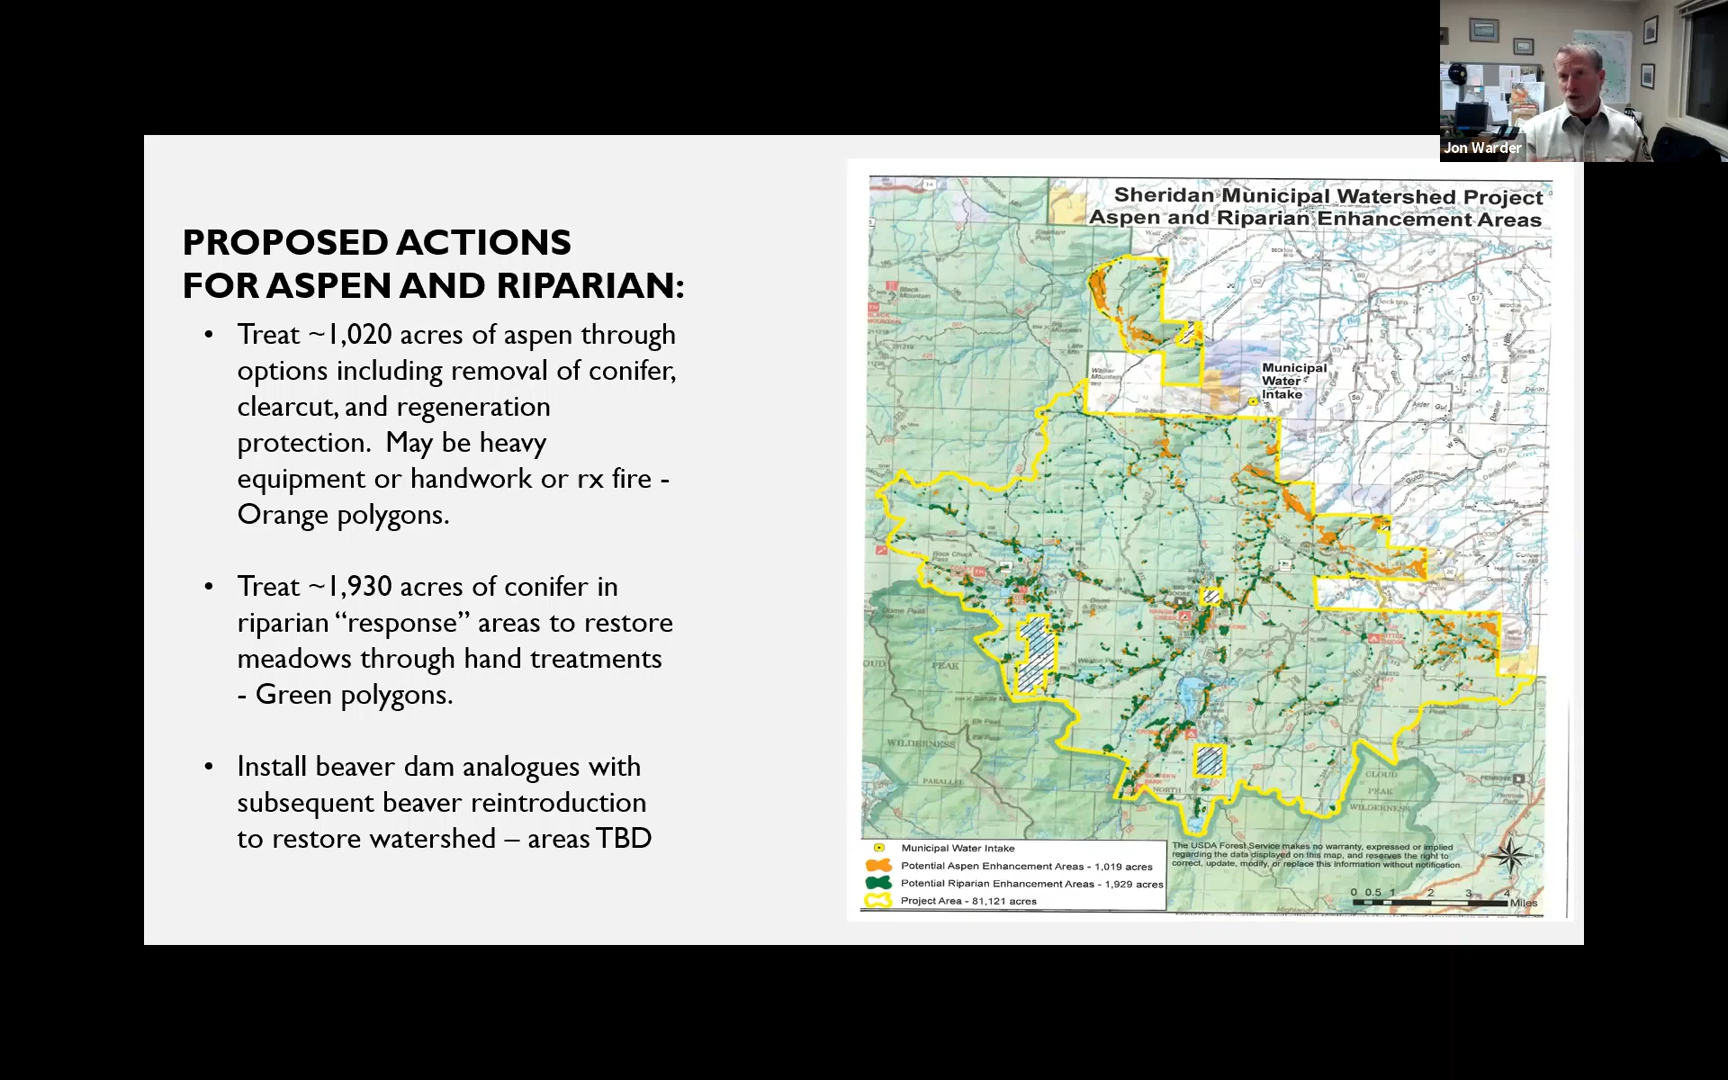 Jon Warder
PROPOSED ACTIONS
FOR ASPEN AND RIPARIAN:
• Treat ~1,020 acres of aspen through
options including removal of conifer,
clearcut, and regeneration
protection.  May be heavy
equipment or handwork or rx fire -
Orange polygons.
• Treat ~1,930 acres of conifer in
riparian “response” areas to restore
meadows through hand treatments
- Green polygons.
• Install beaver dam analogues with
subsequent beaver reintroduction
to restore watershed – areas TBD
Sheridan Municipal Watershed Project
Aspen and Riparian Enhancement Areas
Municipal
Water
Intake
WILDERNESS
PEAK
NORTH
CLOUD
PEAK
WILDERNESS
Municipal Water Intake
Potential Aspen Enhancement Areas - 1,019 acres
Potential Riparian Enhancement Areas - 1,929 acres
Project Area - 81,121 acres
The USDA Forest Service makes no warranty, expressed or implied
regarding the data displayed on this map, and reserves the right to
correct, update, modify, or replace this information without notification.
0 0.5 1 2 3 4
Miles